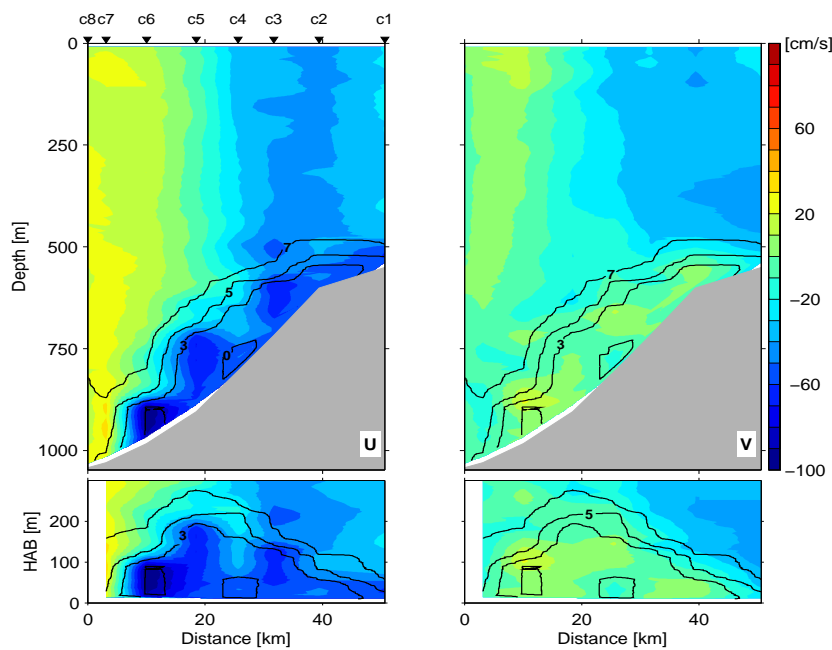 c8 c7 c6 c5 c4 c3 c2 c1
[cm/s]
0
250
500
750
1000
Depth [m]
7
5
3
0
U
7
3
V
60
20
−20
−60
−100
200
100
0
HAB [m]
3
5
0 20 40
Distance [km]
0 20 40
Distance [km]